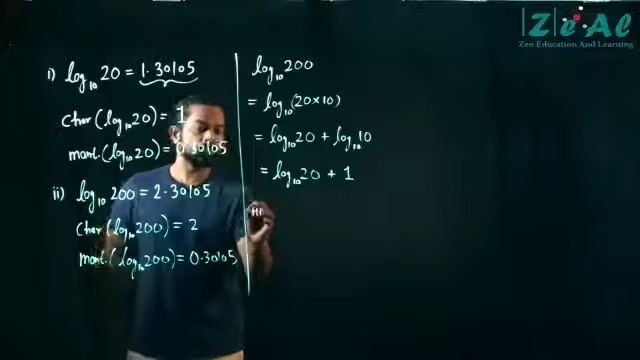 ZeAl
Zen Education And Learning
i) log₁₀ 20 = 1.30105
Char (log₁₀ 20) = 1
mant. (log₁₀ 20) = 0.30105
ii) log₁₀ 200 = 2.30105
Char (log₁₀ 200) = 2
mant. (log₁₀ 200) = 0.30105
log₁₀ 200
= log₁₀ (20 × 10)
= log₁₀ 20 + log₁₀ 10
= log₁₀ 20 + 1